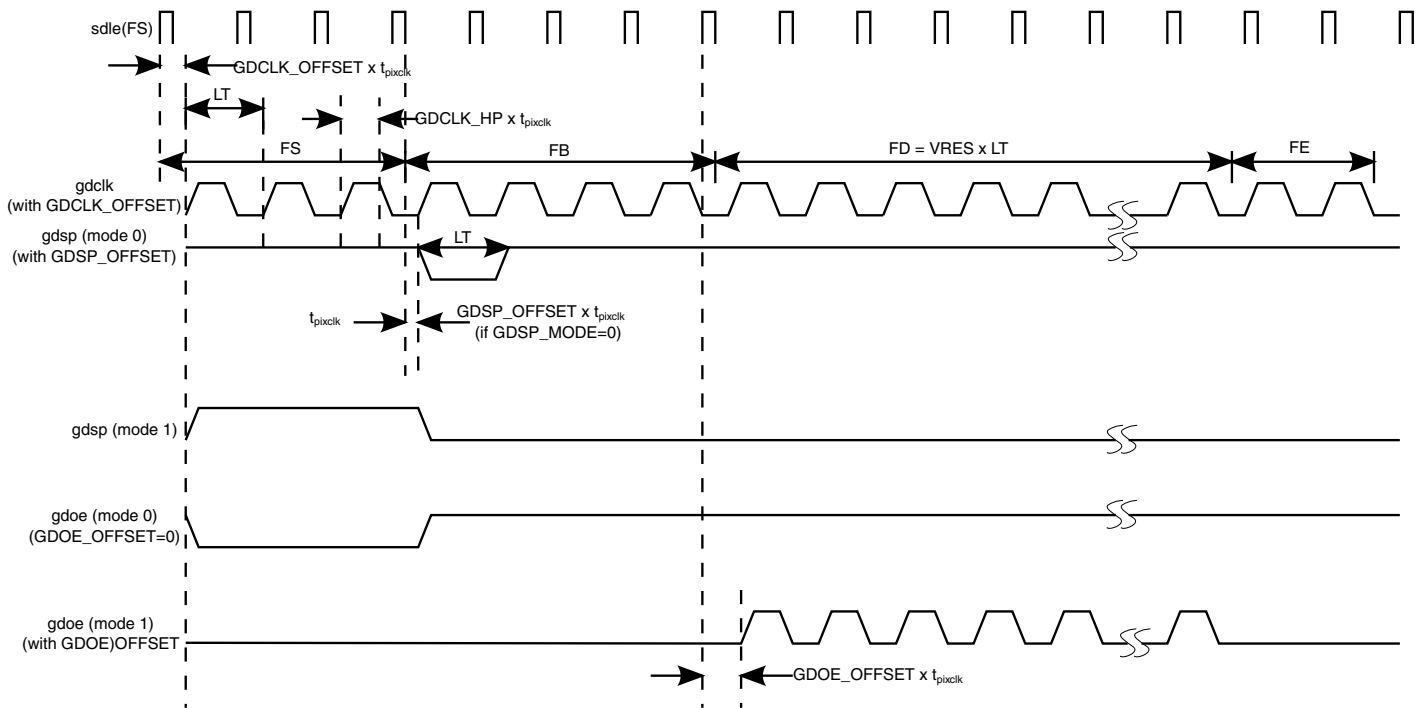 sdle(FS)
GDCLK_OFFSET x tpixclk
LT
GDCLK_HP x tpixclk
FS
FB
FD = VRES x LT
FE
gdclk
(with GDCLK_OFFSET)
gdsp (mode 0)
(with GDSP_OFFSET)
LT
tpixclk
GDSP_OFFSET x tpixclk
(if GDSP_MODE=0)
gdsp (mode 1)
gdoe (mode 0)
(GDOE_OFFSET=0)
gdoe (mode 1)
(with GDOE)OFFSET
GDOE_OFFSET x tpixclk